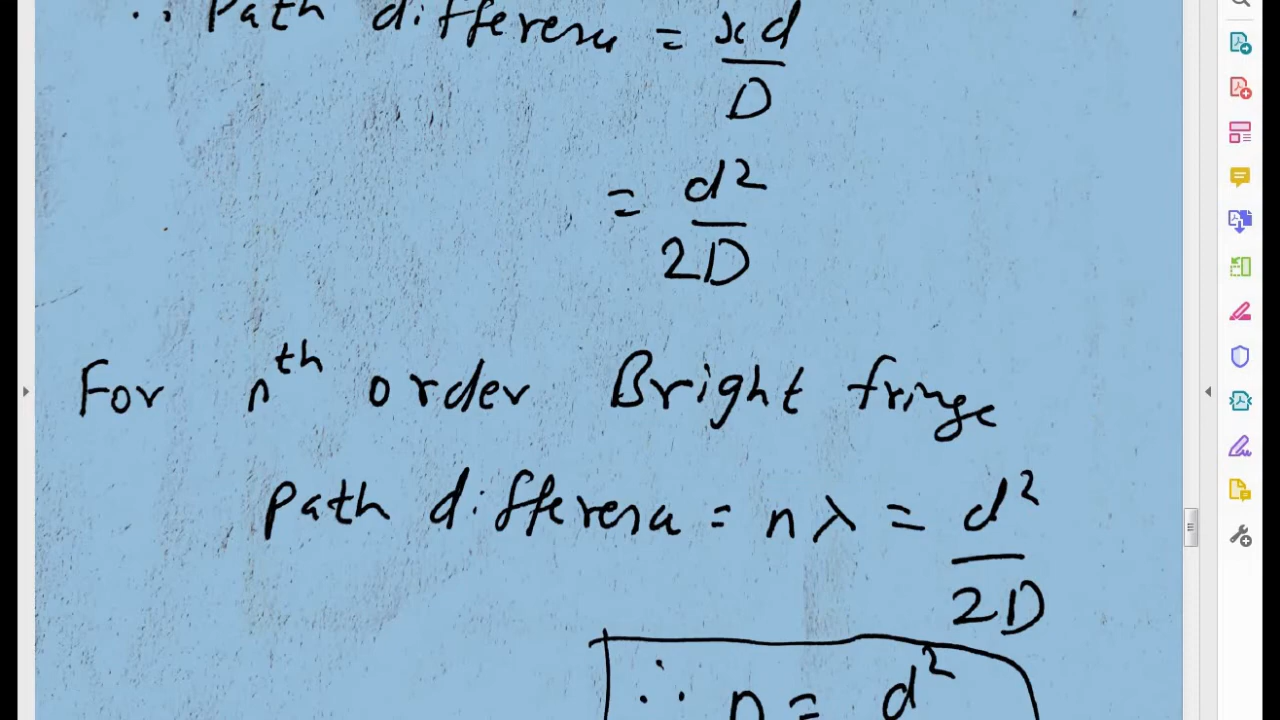 ∴ Path difference = xd
D
= d²
2D
For nth order Bright fringe
Path difference = nλ = d²
2D
∴ n = d²